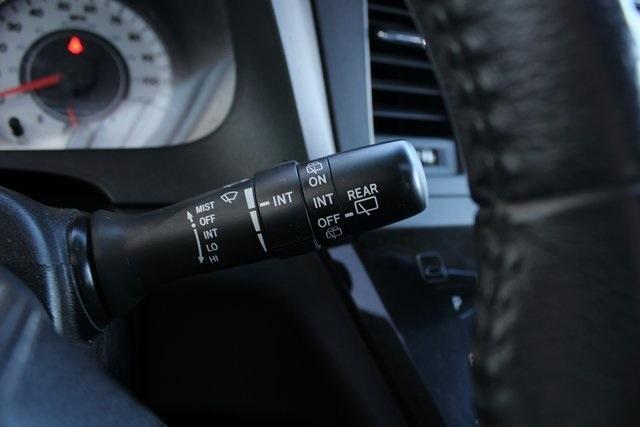 MIST
OFF
INT
LO
HI
INT
ON
INT
OFF
REAR